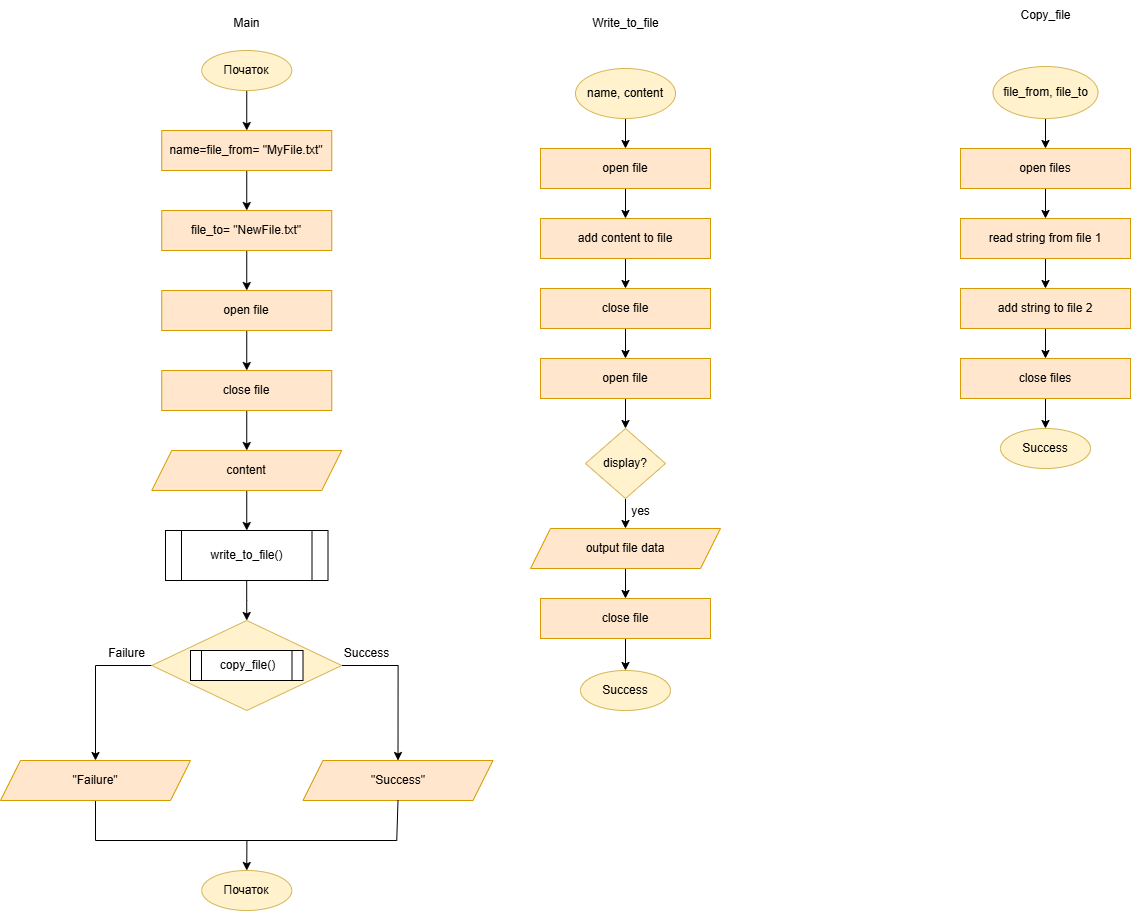 Main
Початок
name=file_from= "MyFile.txt"
file_to= "NewFile.txt"
open file
close file
content
write_to_file()
copy_file()
Failure
Success
"Failure"
"Success"
Початок
Write_to_file
name, content
open file
add content to file
close file
open file
display?
yes
output file data
close file
Success
Copy_file
file_from, file_to
open files
read string from file 1
add string to file 2
close files
Success